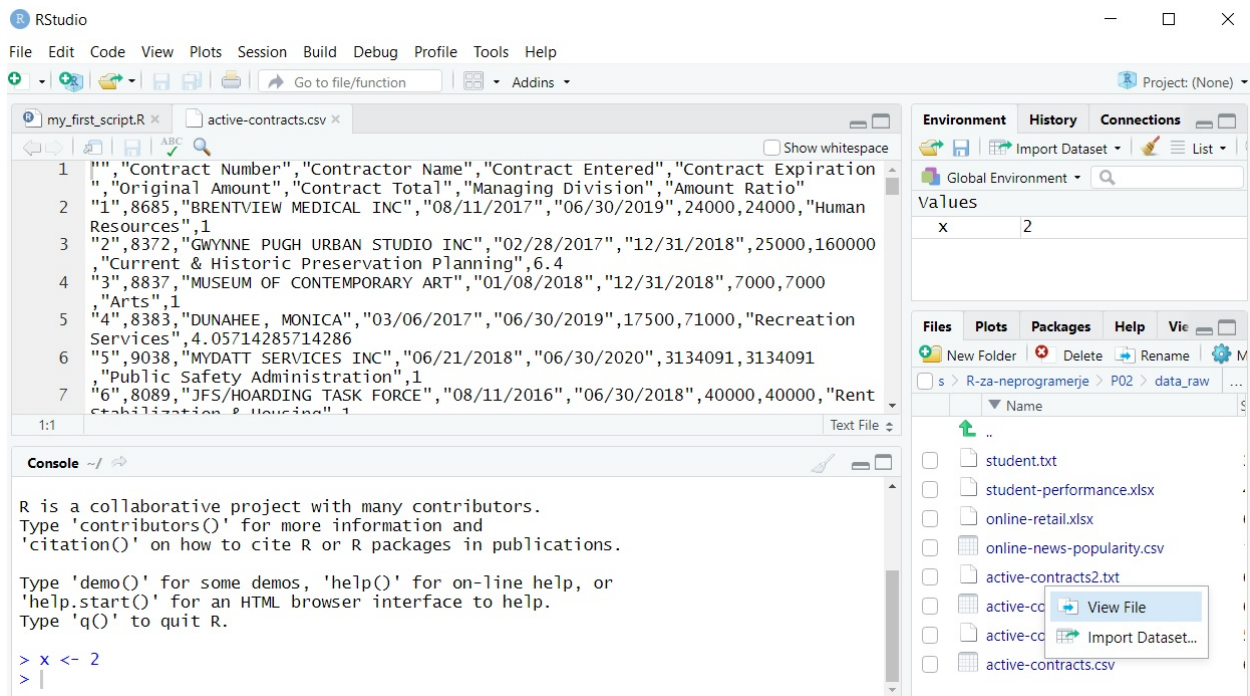 RStudio
File Edit Code View Plots Session Build Debug Profile Tools Help
Go to file/function
Addins
Project: (None)
my_first_script.R
active-contracts.csv
ABC
Show whitespace
1 "","Contract Number","Contractor Name","Contract Entered","Contract Expiration
","Original Amount","Contract Total","Managing Division","Amount Ratio"
2 "1",8685,"BRENTVIEW MEDICAL INC","08/11/2017","06/30/2019",24000,24000,"Human
Resources",1
3 "2",8372,"GWYNNE PUGH URBAN STUDIO INC","02/28/2017","12/31/2018",25000,160000
,"Current & Historic Preservation Planning",6.4
4 "3",8837,"MUSEUM OF CONTEMPORARY ART","01/08/2018","12/31/2018",7000,7000
,"Arts",1
5 "4",8383,"DUNAHEE, MONICA","03/06/2017","06/30/2019",17500,71000,"Recreation
Services",4.05714285714286
6 "5",9038,"MYDATT SERVICES INC","06/21/2018","06/30/2020",3134091,3134091
,"Public Safety Administration",1
7 "6",8089,"JFS/HOARDING TASK FORCE","08/11/2016","06/30/2018",40000,40000,"Rent
Stabilization & Housing",1
1:1
Text File
Console ~/
R is a collaborative project with many contributors.
Type 'contributors()' for more information and
'citation()' on how to cite R or R packages in publications.
Type 'demo()' for some demos, 'help()' for on-line help, or
'help.start()' for an HTML browser interface to help.
Type 'q()' to quit R.
> x <- 2
>
Environment History Connections
Import Dataset
List
Global Environment
Values
x 2
Files Plots Packages Help Vie
New Folder Delete Rename M
s > R-za-neprogramerje > P02 > data_raw ...
Name S
..
student.txt
student-performance.xlsx
online-retail.xlsx
online-news-popularity.csv
active-contracts2.txt
active-co
View File
active-co
Import Dataset...
active-contracts.csv